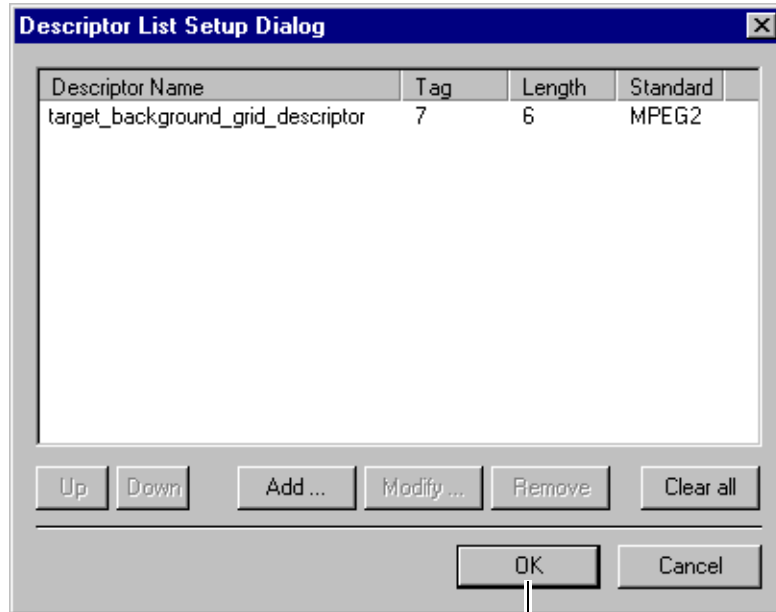 Descriptor List Setup Dialog
Descriptor Name Tag Length Standard
target_background_grid_descriptor 7 6 MPEG2
Up Down Add ... Modify ... Remove Clear all
OK Cancel